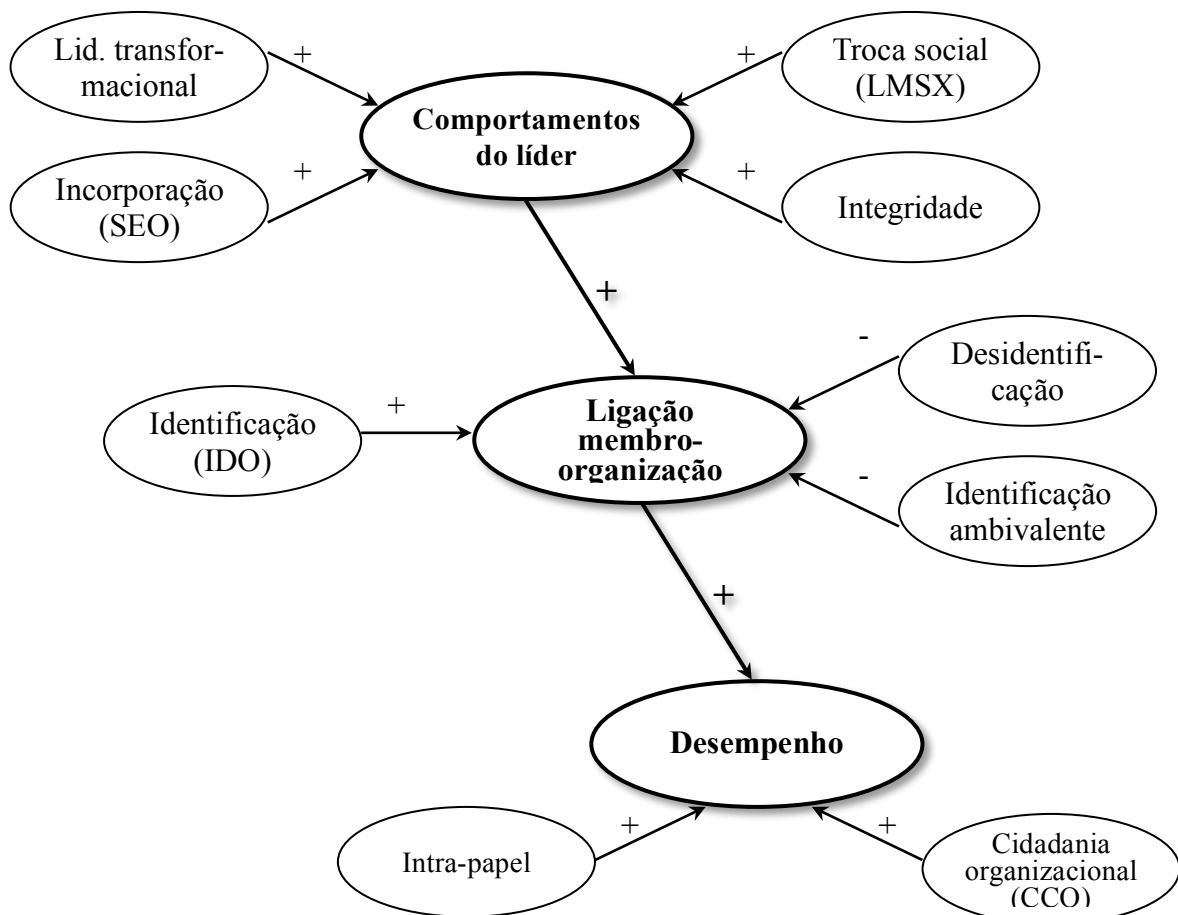 Lid. transfor-
macional
+
+
Troca social
(LMSX)
Comportamentos
do líder
Incorporação
(SEO)
+
+
Integridade
+
Identificação
(IDO)
+
Ligação
membro-
organização
-
Desidentifi-
cação
-
Identificação
ambivalente
+
Desempenho
Intra-papel
+
+
Cidadania
organizacional
(CCO)